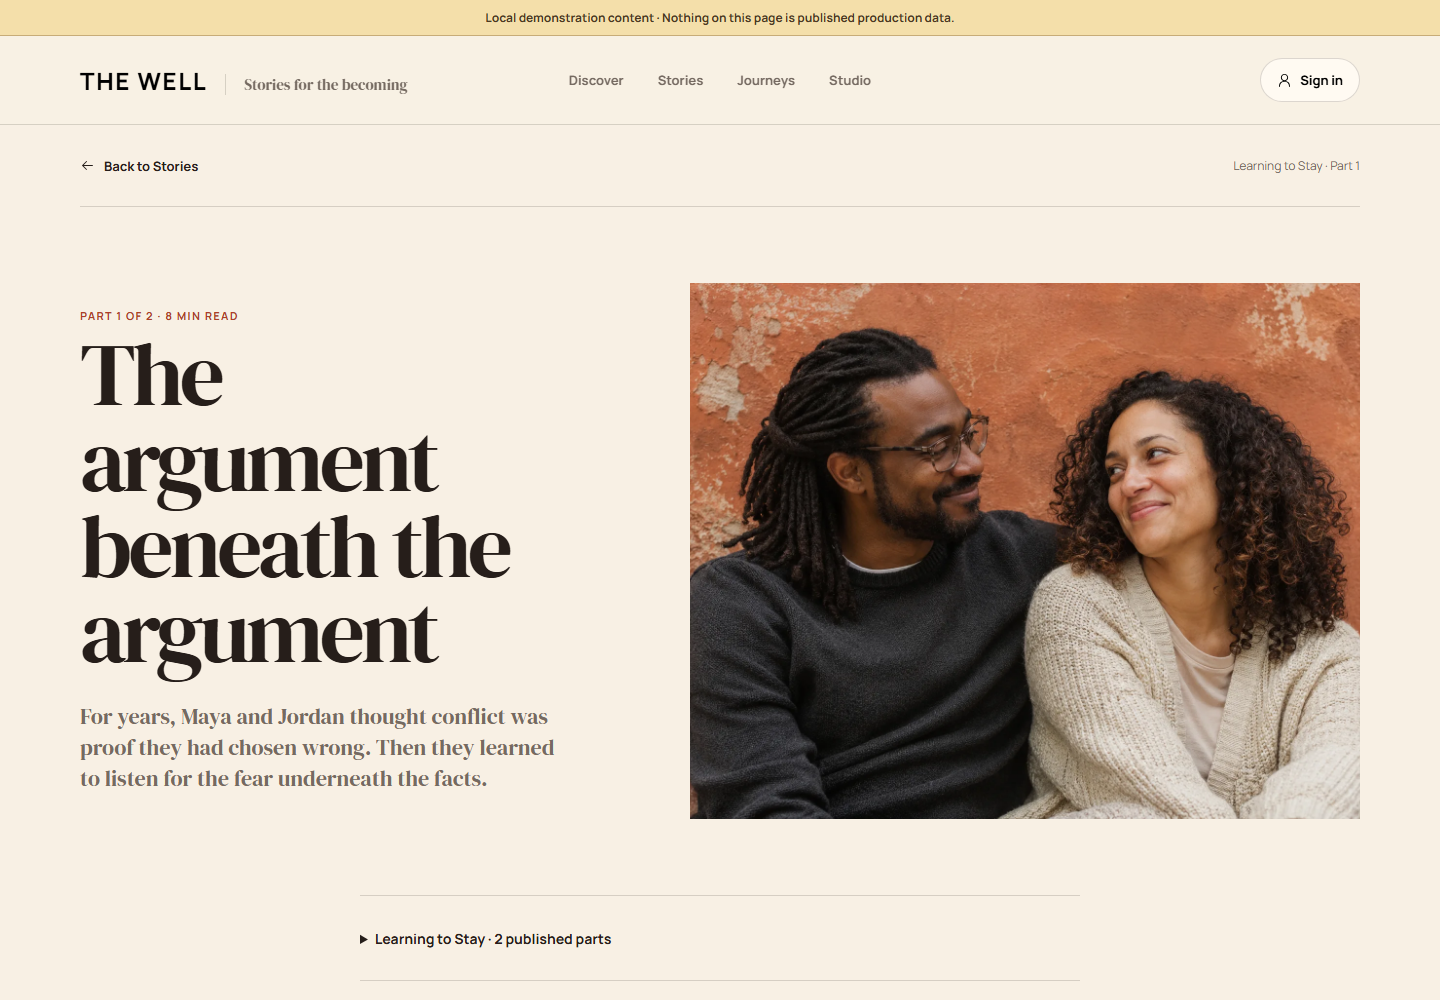 Local demonstration content · Nothing on this page is published production data.
THE WELL
Stories for the becoming
Discover
Stories
Journeys
Studio
Sign in
Back to Stories
Learning to Stay · Part 1
PART 1 OF 2 · 8 MIN READ
The
argument
beneath the
argument
For years, Maya and Jordan thought conflict was
proof they had chosen wrong. Then they learned
to listen for the fear underneath the facts.
Learning to Stay · 2 published parts